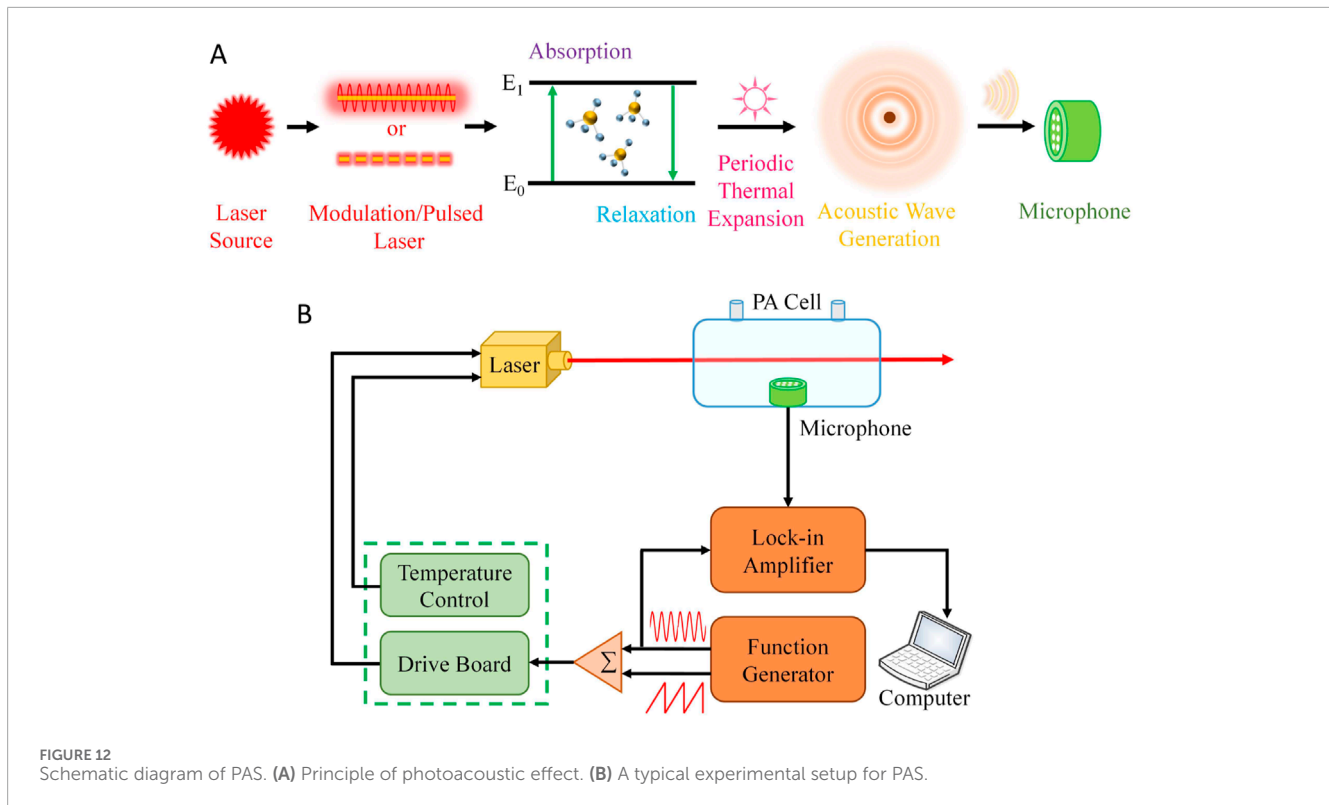 A
Absorption
E1
or
E0
Laser
Source
Modulation/Pulsed
Laser
Relaxation
Periodic
Thermal
Expansion
Acoustic Wave
Generation
Microphone
B
PA Cell
Laser
Microphone
Lock-in
Amplifier
Temperature
Control
Drive Board
Σ
Function
Generator
Computer
FIGURE 12
Schematic diagram of PAS. (A) Principle of photoacoustic effect. (B) A typical experimental setup for PAS.